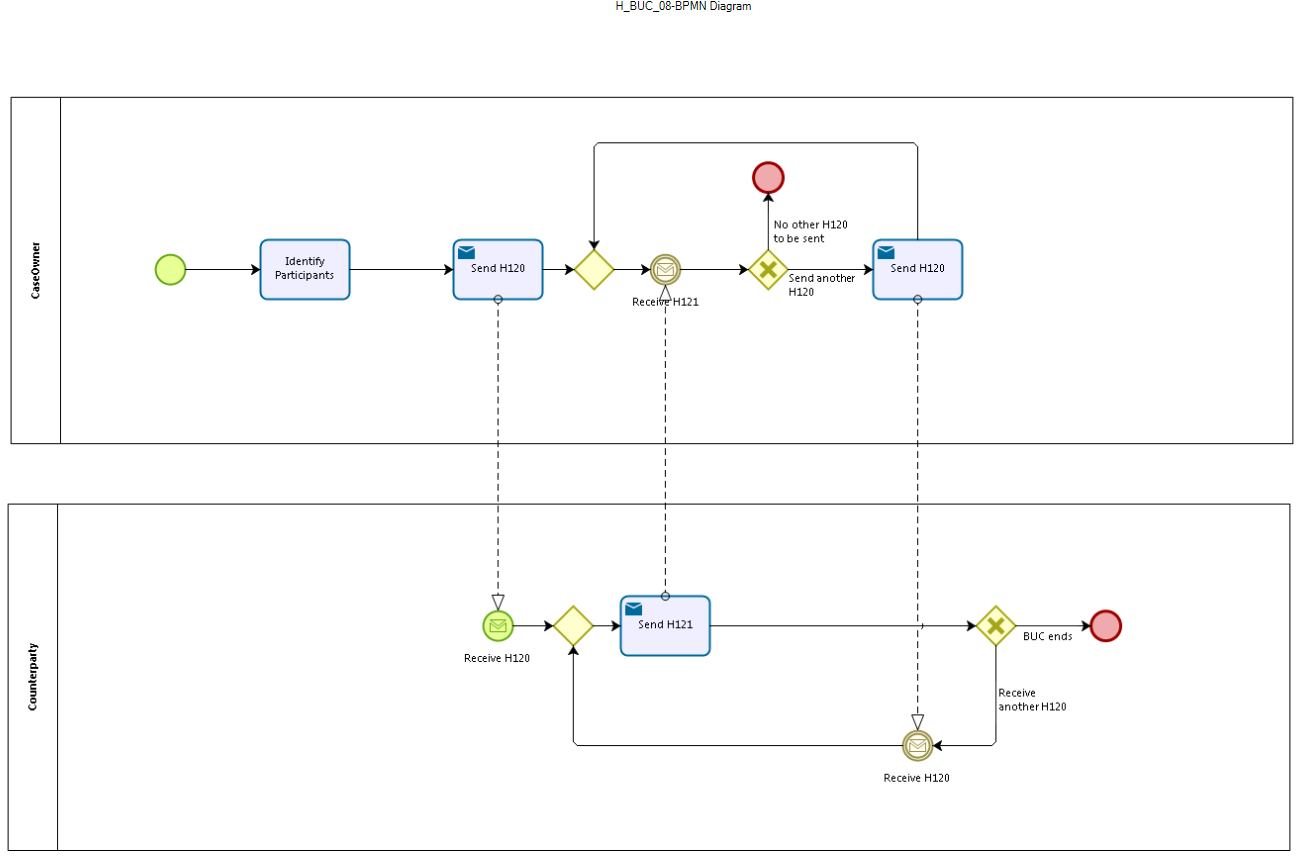 H_BUC_08-BPMN Diagram
CaseOwner
Identify
Participants
Send H120
Receive H121
No other H120
to be sent
Send another
H120
Send H120
Counterparty
Receive H120
Send H121
BUC ends
Receive
another H120
Receive H120